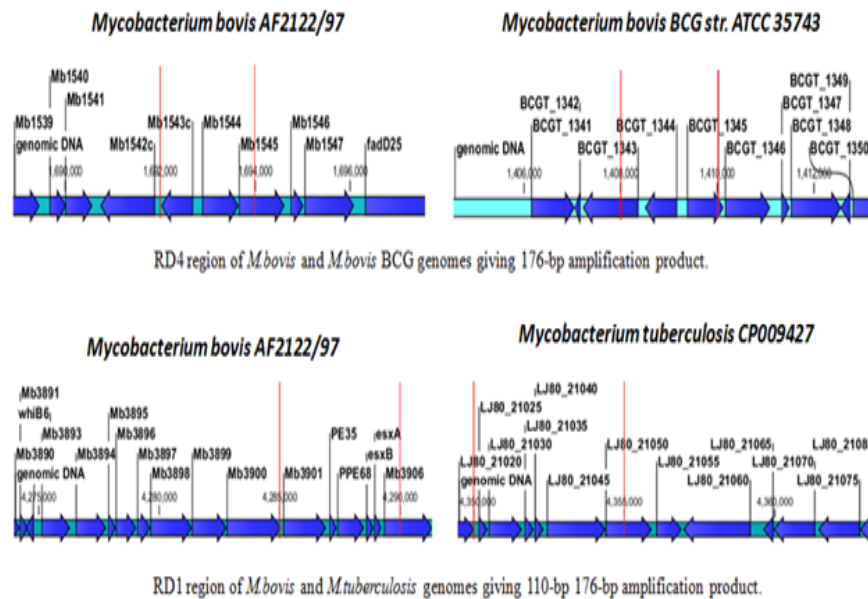 Mycobacterium bovis AF2122/97
Mycobacterium bovis BCG str. ATCC 35743
Mb1540
Mb1541
Mb1539
Mb1543c
Mb1544
Mb1546
genomic DNA
Mb1542c
Mb1545
Mb1547
fadD25
1,690,000
1,692,000
1,694,000
1,696,000
BCGT_1349
BCGT_1342
BCGT_1347
BCGT_1341
BCGT_1344
BCGT_1345
BCGT_1348
genomic DNA
BCGT_1343
BCGT_1346
BCGT_1350
1,406,000
1,408,000
1,410,000
1,412,000
RD4 region of M.bovis and M.bovis BCG genomes giving 176-bp amplification product.
Mycobacterium bovis AF2122/97
Mycobacterium tuberculosis CP009427
Mb3891
whiB6
Mb3895
Mb3893
Mb3896
PE35
esxA
Mb3890
Mb3894
Mb3897
Mb3899
esxB
genomic DNA
Mb3898
Mb3900
Mb3901
PPE68
Mb3906
4,275,000
4,280,000
4,285,000
4,290,000
LJ80_21040
LJ80_21025
LJ80_21035
LJ80_21030
LJ80_21050
LJ80_21065
LJ80_2108
LJ80_21020
LJ80_21055
LJ80_21070
genomic DNA
LJ80_21045
LJ80_21060
LJ80_21075
4,350,000
4,355,000
4,360,000
RD1 region of M.bovis and M.tuberculosis genomes giving 110-bp 176-bp amplification product.